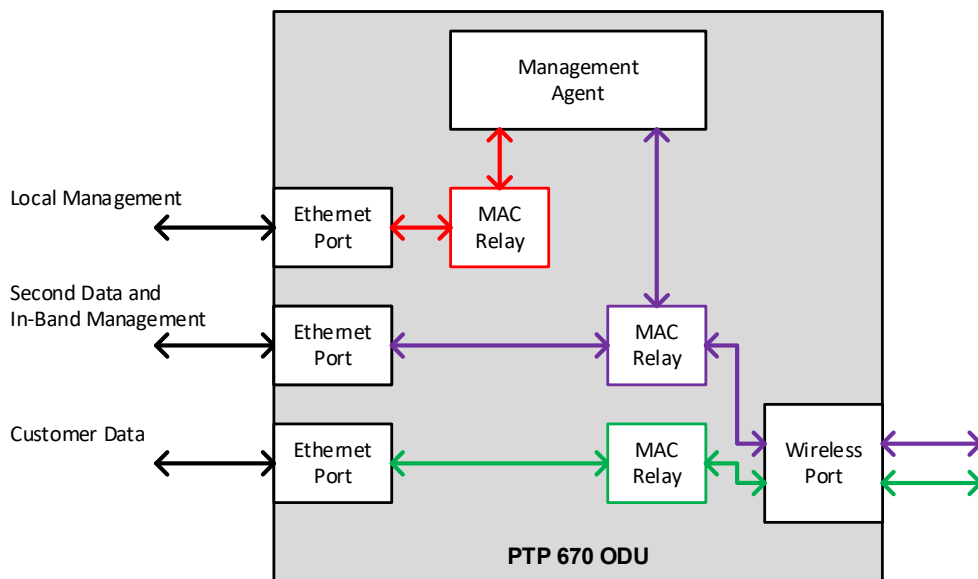 Management
Agent
Local Management
Ethernet
Port
MAC
Relay
Second Data and
In-Band Management
Ethernet
Port
MAC
Relay
Customer Data
Ethernet
Port
MAC
Relay
Wireless
Port
PTP 670 ODU